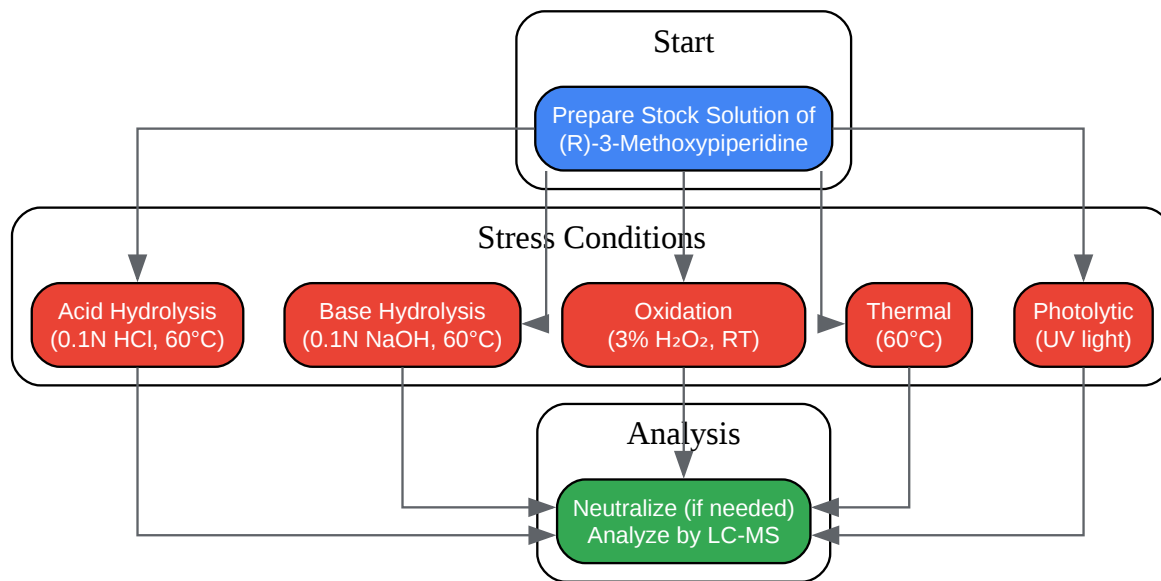 Start
Prepare Stock Solution of
(R)-3-Methoxypiperidine
Stress Conditions
Acid Hydrolysis
(0.1N HCl, 60°C)
Base Hydrolysis
(0.1N NaOH, 60°C)
Oxidation
(3% H₂O₂, RT)
Thermal
(60°C)
Photolytic
(UV light)
Analysis
Neutralize (if needed)
Analyze by LC-MS